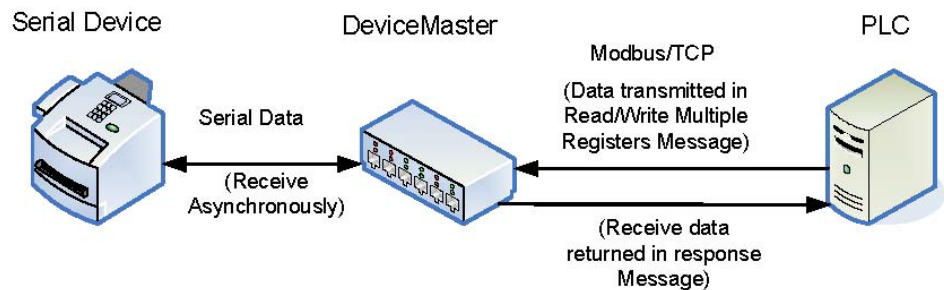 Serial Device
DeviceMaster
PLC
Modbus/TCP
(Data transmitted in
Read/Write Multiple
Registers Message)
Serial Data
(Receive
Asynchronously)
(Receive data
returned in response
Message)